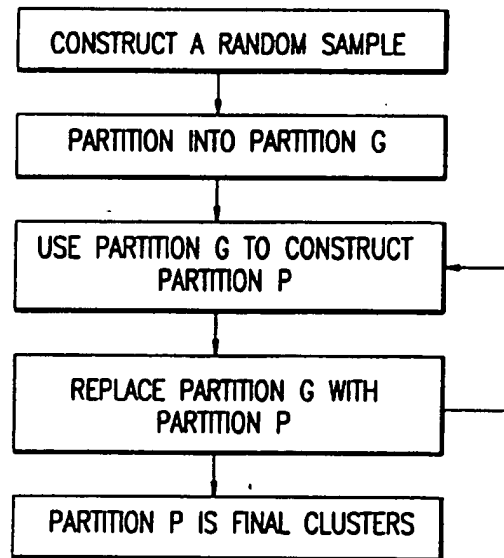 CONSTRUCT A RANDOM SAMPLE
PARTITION INTO PARTITION G
USE PARTITION G TO CONSTRUCT
PARTITION P
REPLACE PARTITION G WITH
PARTITION P
PARTITION P IS FINAL CLUSTERS